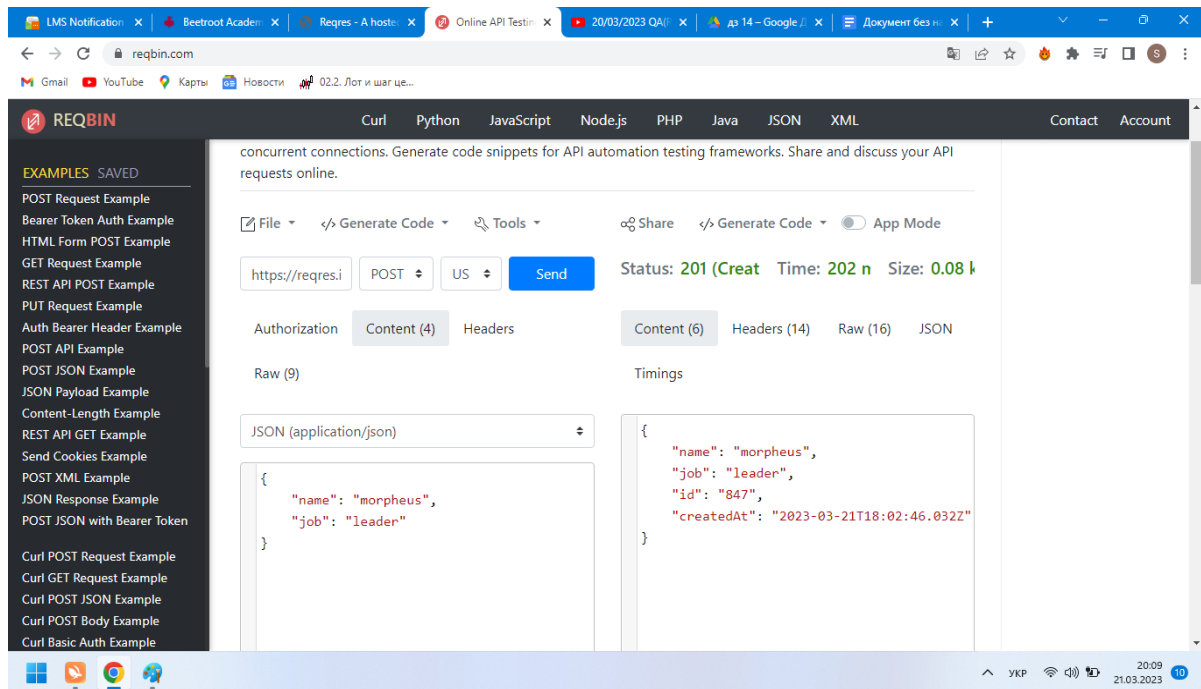 LMS Notification
Beetroot Academ
Reqres - A hostec
Online API Testin
20/03/2023 QA(
дз 14 – Google Д
Документ без на
reqbin.com
S
Gmail YouTube Карты Новости 02.2. Лот и шаг це...
REQBIN Curl Python JavaScript Node.js PHP Java JSON XML Contact Account
EXAMPLES SAVED
POST Request Example
Bearer Token Auth Example
HTML Form POST Example
GET Request Example
REST API POST Example
PUT Request Example
Auth Bearer Header Example
POST API Example
POST JSON Example
JSON Payload Example
Content-Length Example
REST API GET Example
Send Cookies Example
POST XML Example
JSON Response Example
POST JSON with Bearer Token
Curl POST Request Example
Curl GET Request Example
Curl POST JSON Example
Curl POST Body Example
Curl Basic Auth Example
concurrent connections. Generate code snippets for API automation testing frameworks. Share and discuss your API
requests online.
File Generate Code Tools
https://reqres.i POST US Send
Authorization Content (4) Headers
Raw (9)
JSON (application/json)
{
"name": "morpheus",
"job": "leader"
}
Share Generate Code App Mode
Status: 201 (Creat Time: 202 n Size: 0.08 k
Content (6) Headers (14) Raw (16) JSON
Timings
{
"name": "morpheus",
"job": "leader",
"id": "847",
"createdAt": "2023-03-21T18:02:46.032Z"
}
УКР
20:09
21.03.2023
10